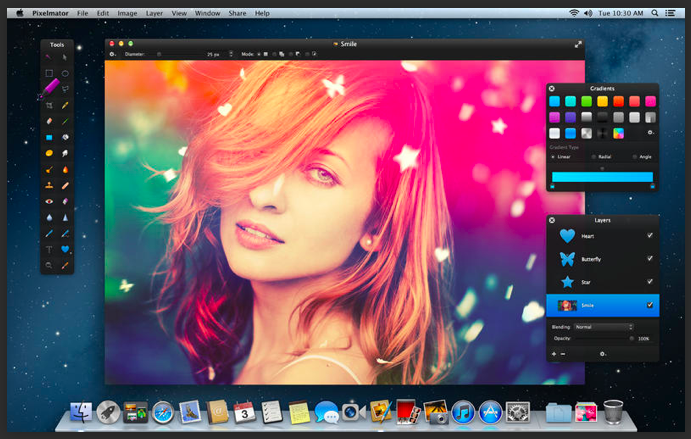 Pixelmator File Edit Image Layer View Window Share Help
Tue 10:30 AM
Tools
Smile
Diameter: 25 px Mode:
Gradients
Gradient Type
Linear Radial Angle
Layers
Heart
Butterfly
Star
Smile
Blending: Normal
Opacity: 100%
3
T